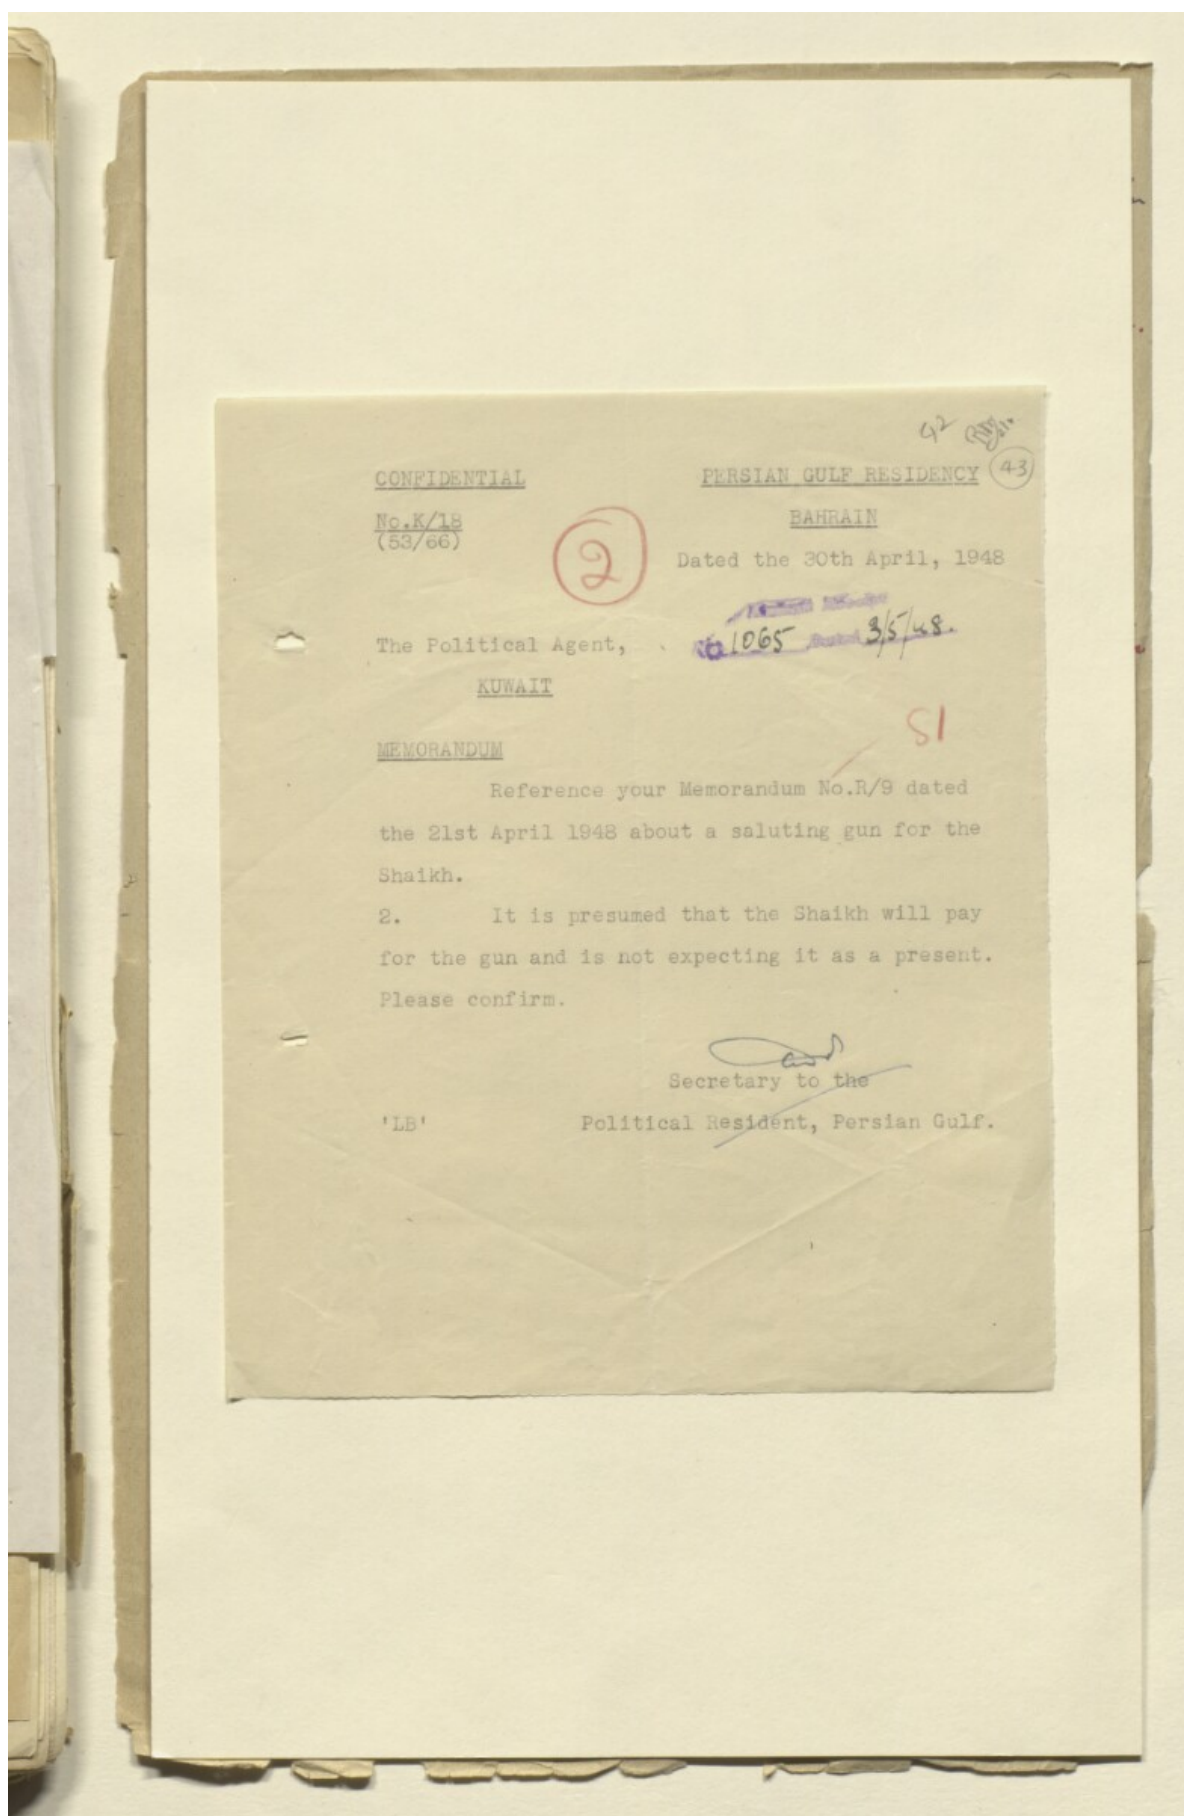 42
CONFIDENTIAL
PERSIAN GULF RESIDENCY
43
No.K/18
BAHRAIN
(53/66)
2
Dated the 30th April, 1948
No 1065 Dated 3/5/48.
The Political Agent,
KUWAIT
51
MEMORANDUM
Reference your Memorandum No.R/9 dated
the 21st April 1948 about a saluting gun for the
Shaikh.
2. It is presumed that the Shaikh will pay
for the gun and is not expecting it as a present.
Please confirm.
Secretary to the
'LB'
Political Resident, Persian Gulf.